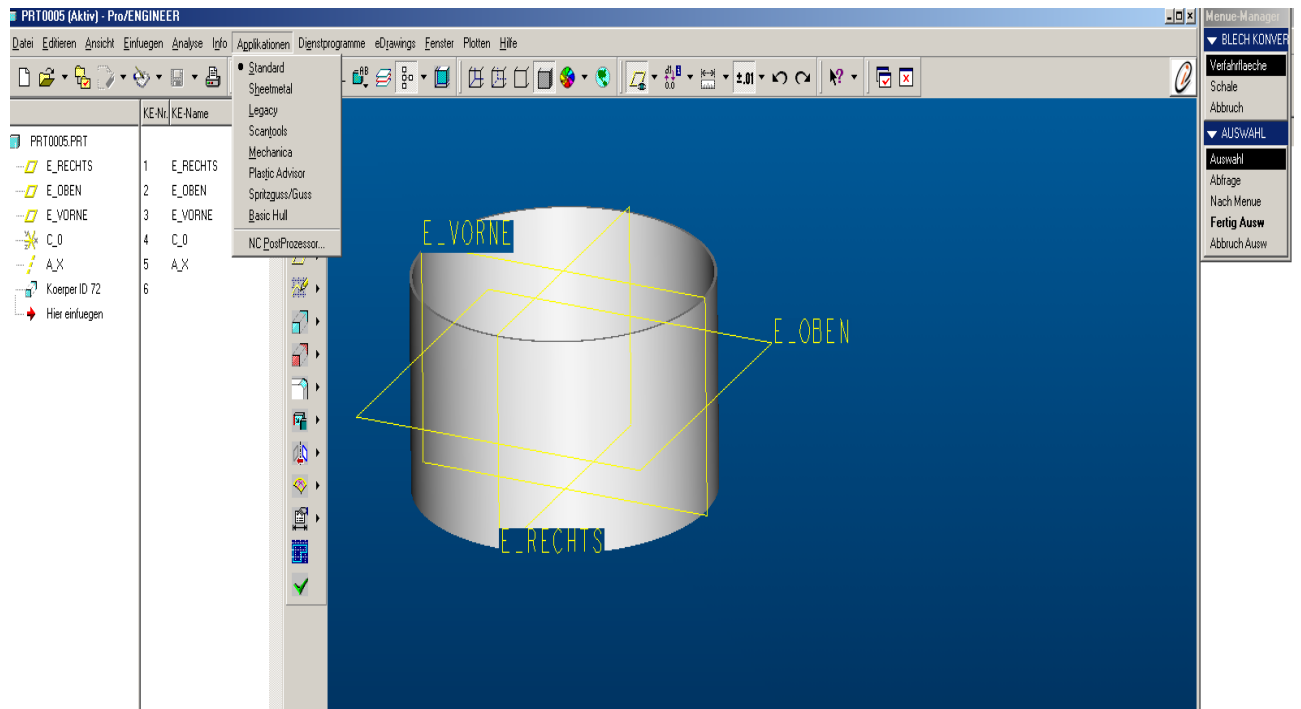 PRT0005 (Aktiv) - Pro/ENGINEER
Datei Editieren Ansicht Einfuegen Analyse Info Applikationen Dienstprogramme eDrawings Fenster Plotten Hilfe
Standard
Sheetmetal
Legacy
Scantools
Mechanica
Plastic Advisor
Spritzguss/Guss
Basic Hull
NC PostProzessor...
KE-Nr. KE-Name
PRT0005.PRT
E_RECHTS 1 E_RECHTS
E_OBEN 2 E_OBEN
E_VORNE 3 E_VORNE
C_0 4 C_0
A_X 5 A_X
Koerper ID 72 6
Hier einfuegen
E_VORNE
E_OBEN
E_RECHTS
Menue-Manager
BLECH KONVER
Verfahrflaeche
Schale
Abbruch
AUSWAHL
Auswahl
Abfrage
Nach Menue
Fertig Ausw
Abbruch Ausw